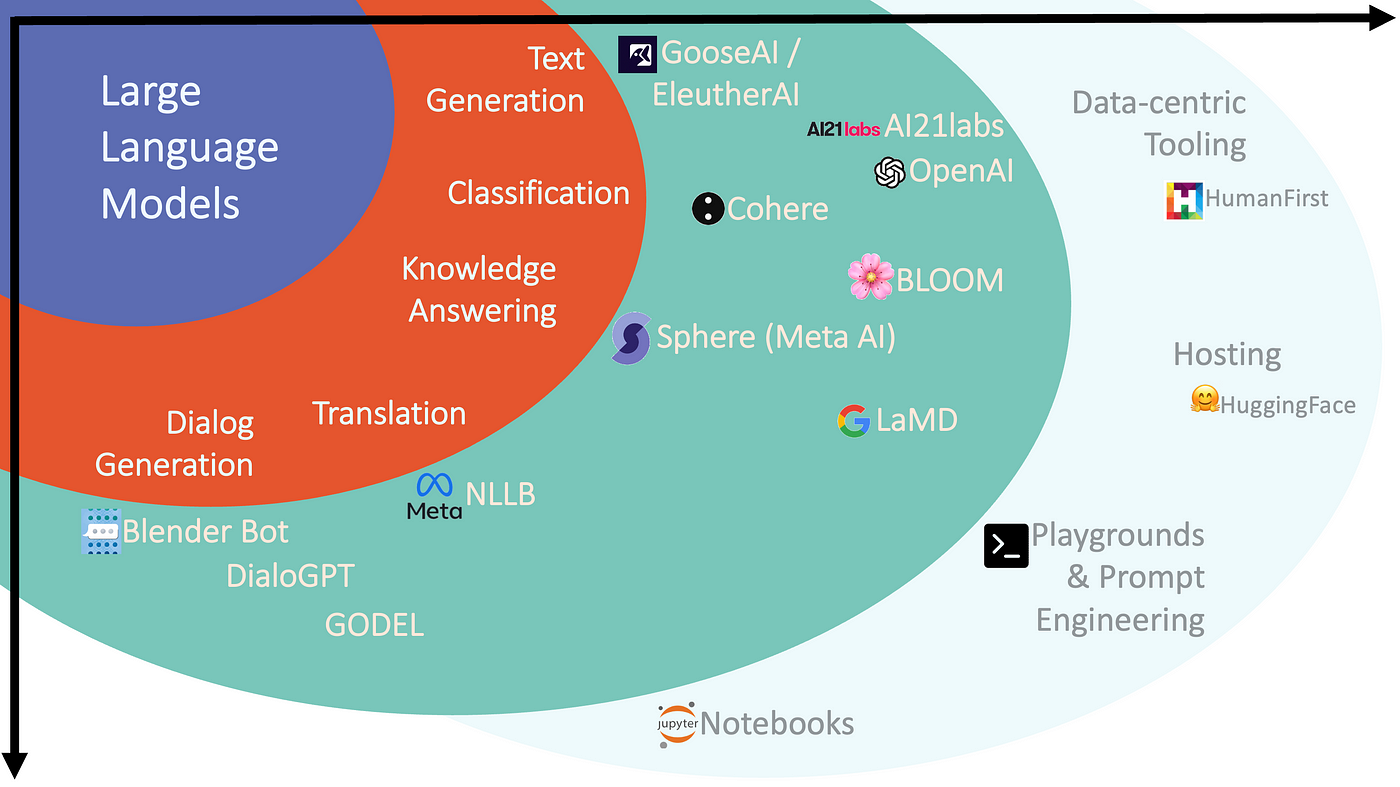 Large
Language
Models
Text
Generation
Classification
Knowledge
Answering
Translation
Dialog
Generation
GooseAI /
EleutherAI
AI21labs AI21labs
OpenAI
Cohere
BLOOM
Sphere (Meta AI)
LaMD
Meta NLLB
Blender Bot
DialoGPT
GODEL
Data-centric
Tooling
H HumanFirst
Hosting
HuggingFace
>_ Playgrounds
& Prompt
Engineering
jupyter Notebooks